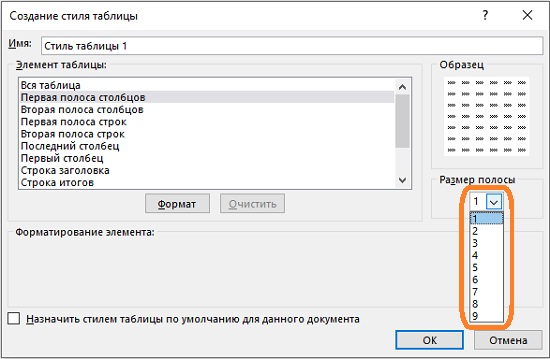 Создание стиля таблицы
Имя: Стиль таблицы 1
Элемент таблицы:
Вся таблица
Первая полоса столбцов
Вторая полоса столбцов
Первая полоса строк
Вторая полоса строк
Последний столбец
Первый столбец
Строка заголовка
Строка итогов
Формат
Очистить
Образец
Размер полосы
1
1
2
3
4
5
6
7
8
9
Форматирование элемента:
Назначить стилем таблицы по умолчанию для данного документа
ОК
Отмена